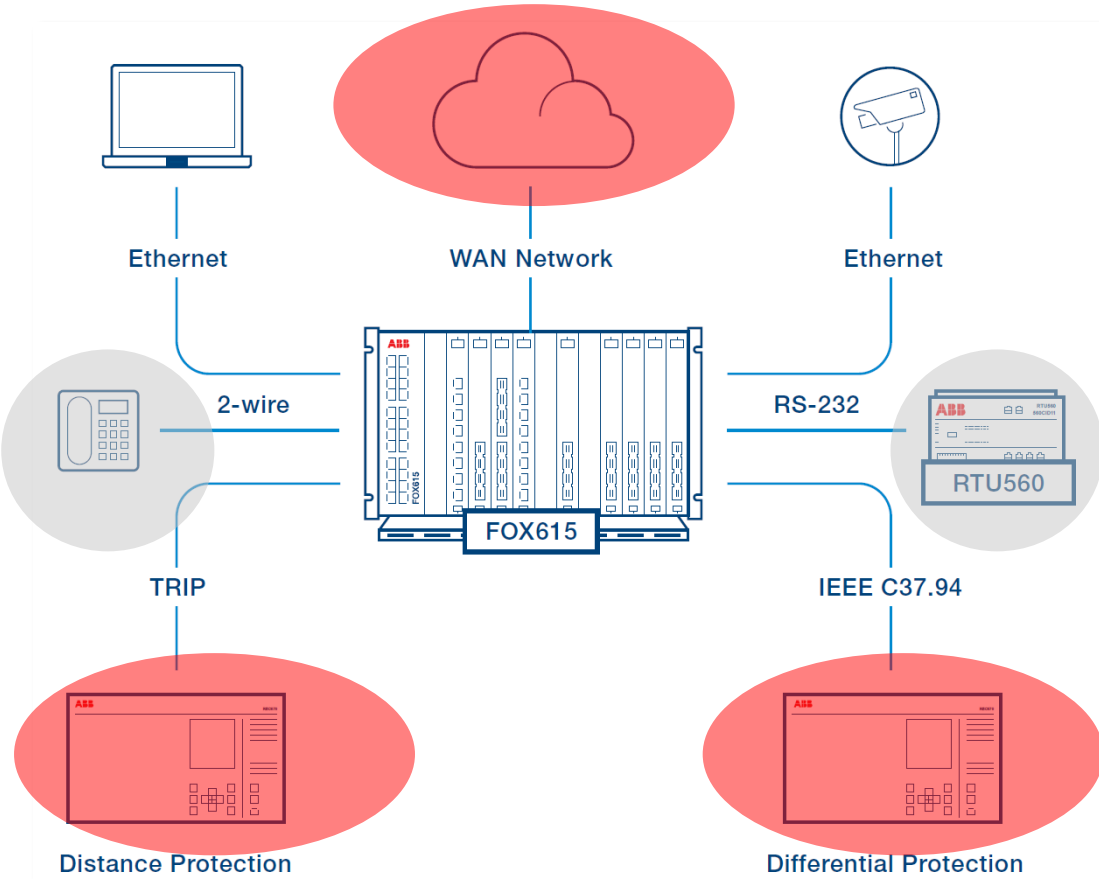 Ethernet
WAN Network
Ethernet
ABB
FOX615
2-wire
RS-232
ABB
RTU560
FOX615
TRIP
IEEE C37.94
ABB
ABB
Distance Protection
Differential Protection